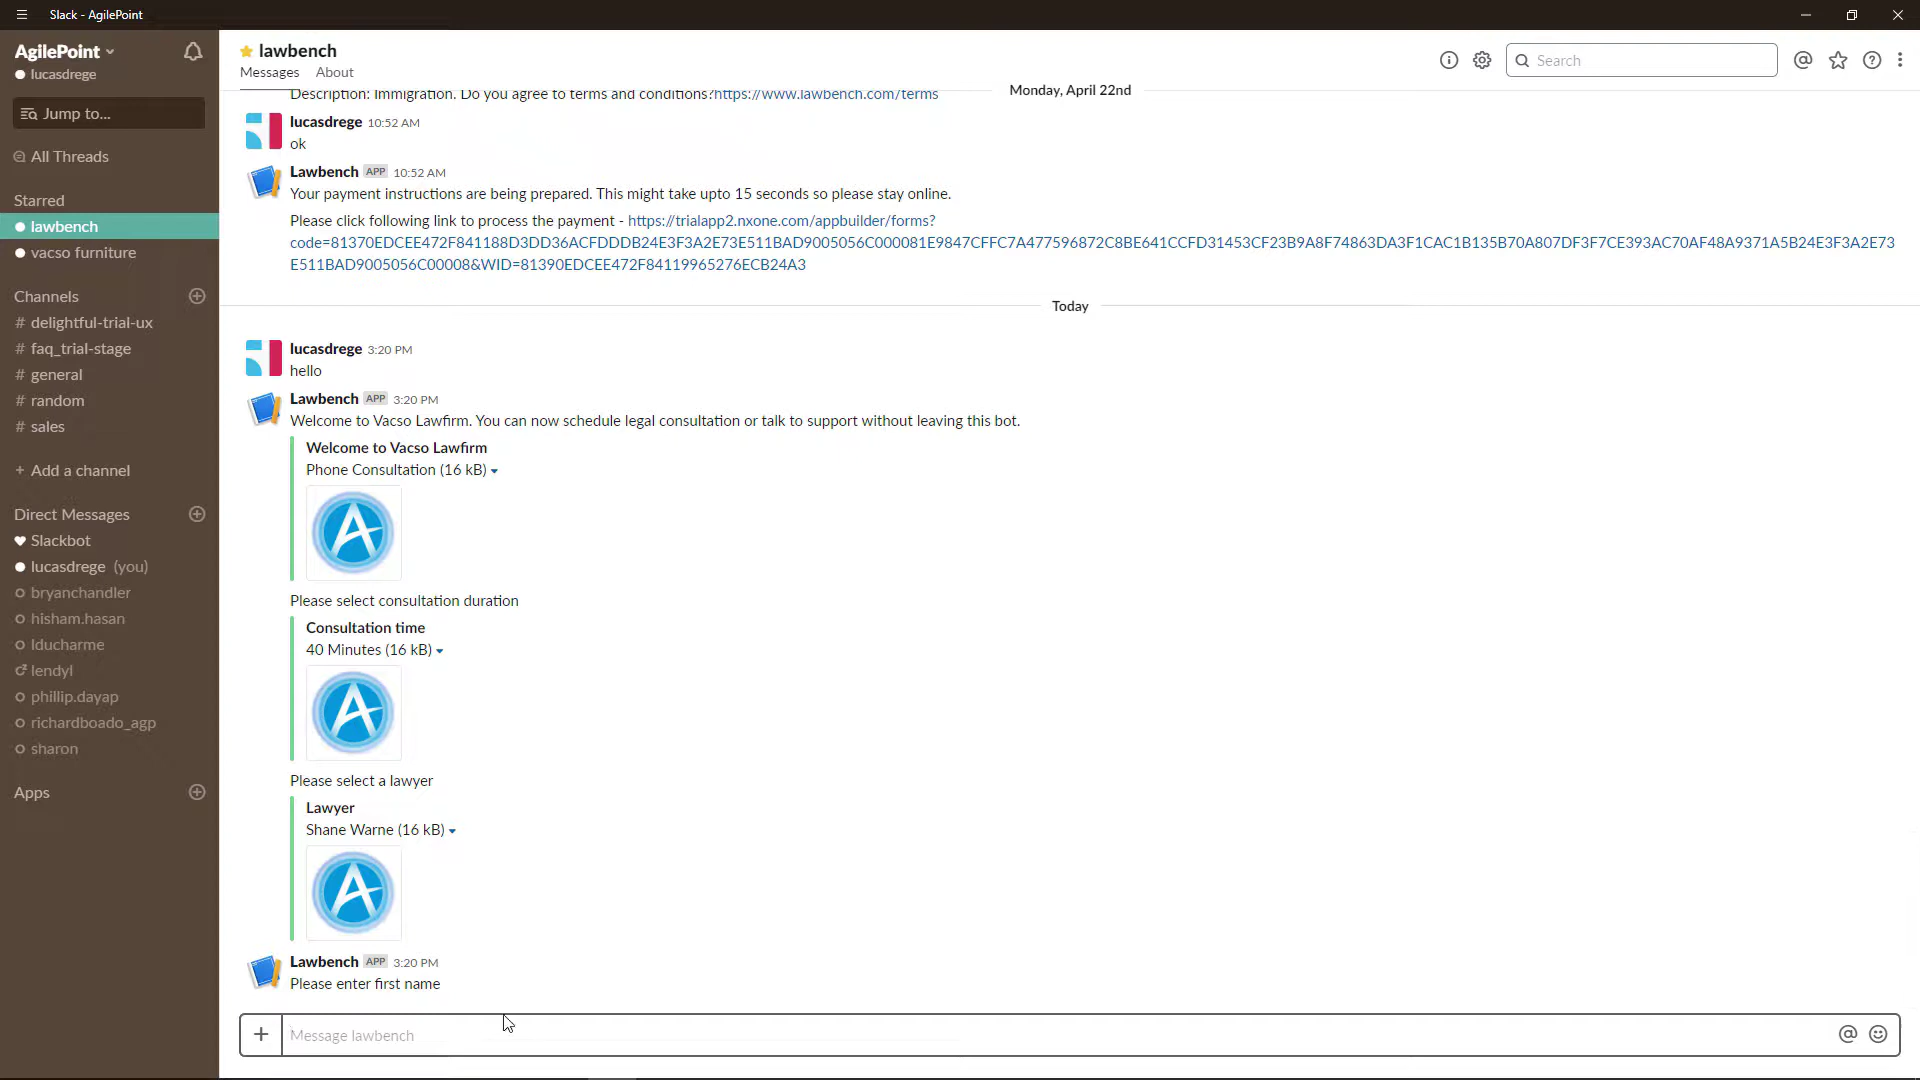 Slack - AgilePoint
AgilePoint
lucasdrege
Jump to...
All Threads
Starred
lawbench
vacso furniture
Channels
# delightful-trial-ux
# faq_trial-stage
# general
# random
# sales
+ Add a channel
Direct Messages
Slackbot
lucasdrege (you)
bryanchandler
hisham.hasan
lducharme
lendyl
phillip.dayap
richardboado_agp
sharon
Apps
lawbench
Messages About
Search
Monday, April 22nd
Description: Immigration. Do you agree to terms and conditions?https://www.lawbench.com/terms
lucasdrege 10:52 AM
ok
Lawbench APP 10:52 AM
Your payment instructions are being prepared. This might take upto 15 seconds so please stay online.
Please click following link to process the payment - https://trialapp2.nxone.com/appbuilder/forms?
code=81370EDCEE472F841188D3DD36ACFDDDB24E3F3A2E73E511BAD9005056C000081E9847CFFC7A477596872C8BE641CCFD31453CF23B9A8F74863DA3F1CAC1B135B70A807DF3F7CE393AC70AF48A9371A5B24E3F3A2E73
E511BAD9005056C00008&WID=81390EDCEE472F84119965276ECB24A3
Today
lucasdrege 3:20 PM
hello
Lawbench APP 3:20 PM
Welcome to Vacso Lawfirm. You can now schedule legal consultation or talk to support without leaving this bot.
Welcome to Vacso Lawfirm
Phone Consultation (16 kB)
Please select consultation duration
Consultation time
40 Minutes (16 kB)
Please select a lawyer
Lawyer
Shane Warne (16 kB)
Lawbench APP 3:20 PM
Please enter first name
Message lawbench